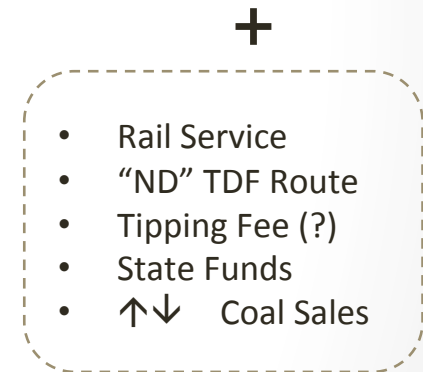 +
• Rail Service
• “ND” TDF Route
• Tipping Fee (?)
• State Funds
• ↑↓ Coal Sales